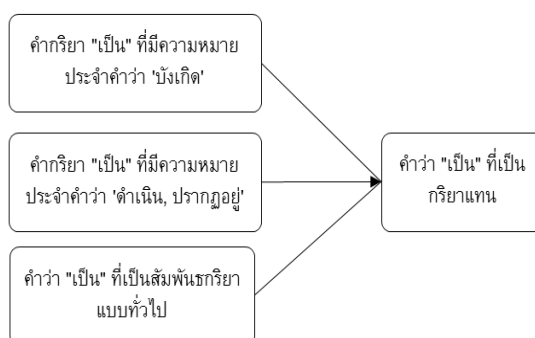 คำกริยา "เป็น" ที่มีความหมาย
ประจำคำว่า 'บังเกิด'
คำกริยา "เป็น" ที่มีความหมาย
ประจำคำว่า 'ดำเนิน, ปรากฏอยู่'
คำว่า "เป็น" ที่เป็นสัมพันธกริยา
แบบทั่วไป
คำว่า "เป็น" ที่เป็น
กริยาแทน